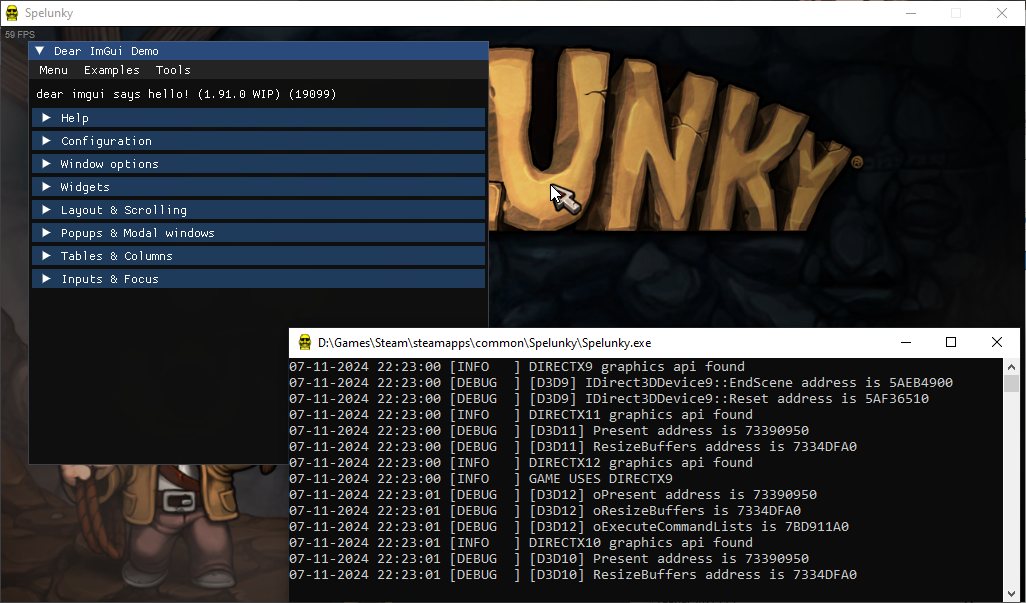 Spelunky
59 FPS
Dear ImGui Demo
Menu Examples Tools
dear imgui says hello! (1.91.0 WIP) (19099)
Help
Configuration
Window options
Widgets
Layout & Scrolling
Popups & Modal windows
Tables & Columns
Inputs & Focus
UNKY®
D:\Games\Steam\steamapps\common\Spelunky\Spelunky.exe
07-11-2024 22:23:00 [INFO   ] DIRECTX9 graphics api found
07-11-2024 22:23:00 [DEBUG  ] [D3D9] IDirect3DDevice9::EndScene address is 5AEB4900
07-11-2024 22:23:00 [DEBUG  ] [D3D9] IDirect3DDevice9::Reset address is 5AF36510
07-11-2024 22:23:00 [INFO   ] DIRECTX11 graphics api found
07-11-2024 22:23:00 [DEBUG  ] [D3D11] Present address is 73390950
07-11-2024 22:23:00 [DEBUG  ] [D3D11] ResizeBuffers address is 7334DFA0
07-11-2024 22:23:00 [INFO   ] DIRECTX12 graphics api found
07-11-2024 22:23:00 [INFO   ] GAME USES DIRECTX9
07-11-2024 22:23:01 [DEBUG  ] [D3D12] oPresent address is 73390950
07-11-2024 22:23:01 [DEBUG  ] [D3D12] oResizeBuffers is 7334DFA0
07-11-2024 22:23:01 [DEBUG  ] [D3D12] oExecuteCommandLists is 7BD911A0
07-11-2024 22:23:01 [INFO   ] DIRECTX10 graphics api found
07-11-2024 22:23:01 [DEBUG  ] [D3D10] Present address is 73390950
07-11-2024 22:23:01 [DEBUG  ] [D3D10] ResizeBuffers address is 7334DFA0